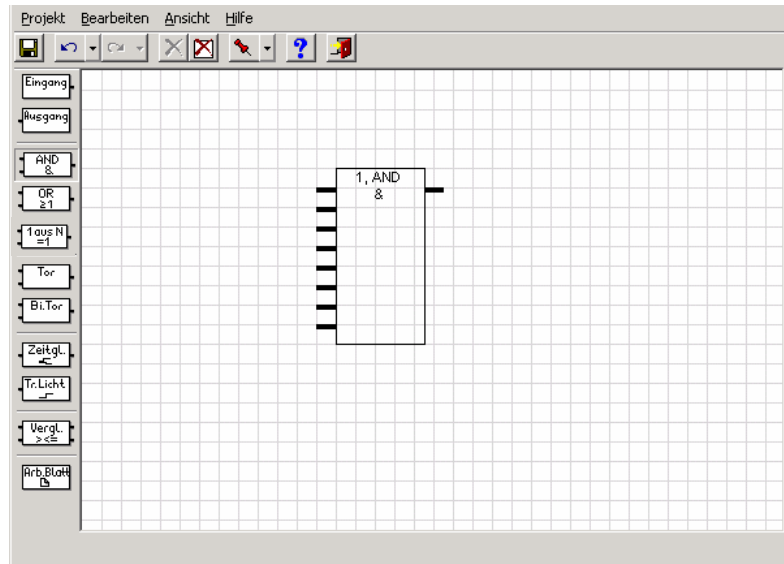 Projekt Bearbeiten Ansicht Hilfe
?
Eingang
Ausgang
AND
&
OR
≥1
1 aus N
=1
Tor
Bi.Tor
Zeitgl.
Tr.Licht
Vergl.
><=
Arb.Blatt
1, AND
&